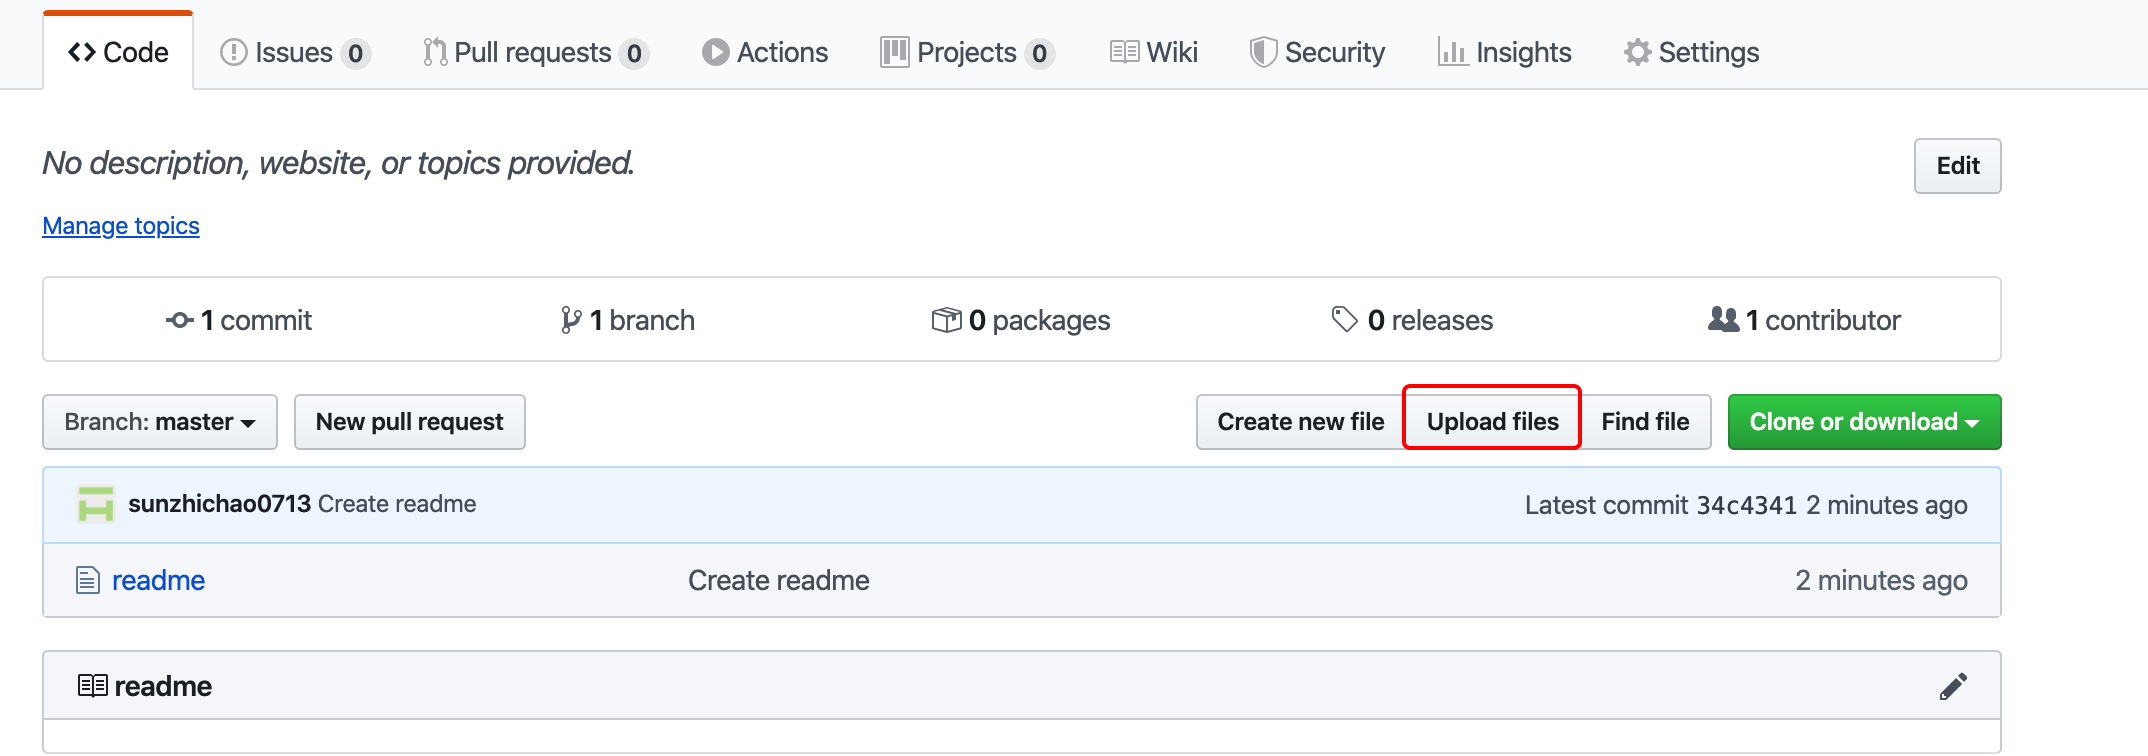 Code Issues 0 Pull requests 0 Actions Projects 0 Wiki Security Insights Settings
No description, website, or topics provided. Edit
Manage topics
1 commit 1 branch 0 packages 0 releases 1 contributor
Branch: master New pull request Create new file Upload files Find file Clone or download
sunzhichao0713 Create readme Latest commit 34c4341 2 minutes ago
readme Create readme 2 minutes ago
readme